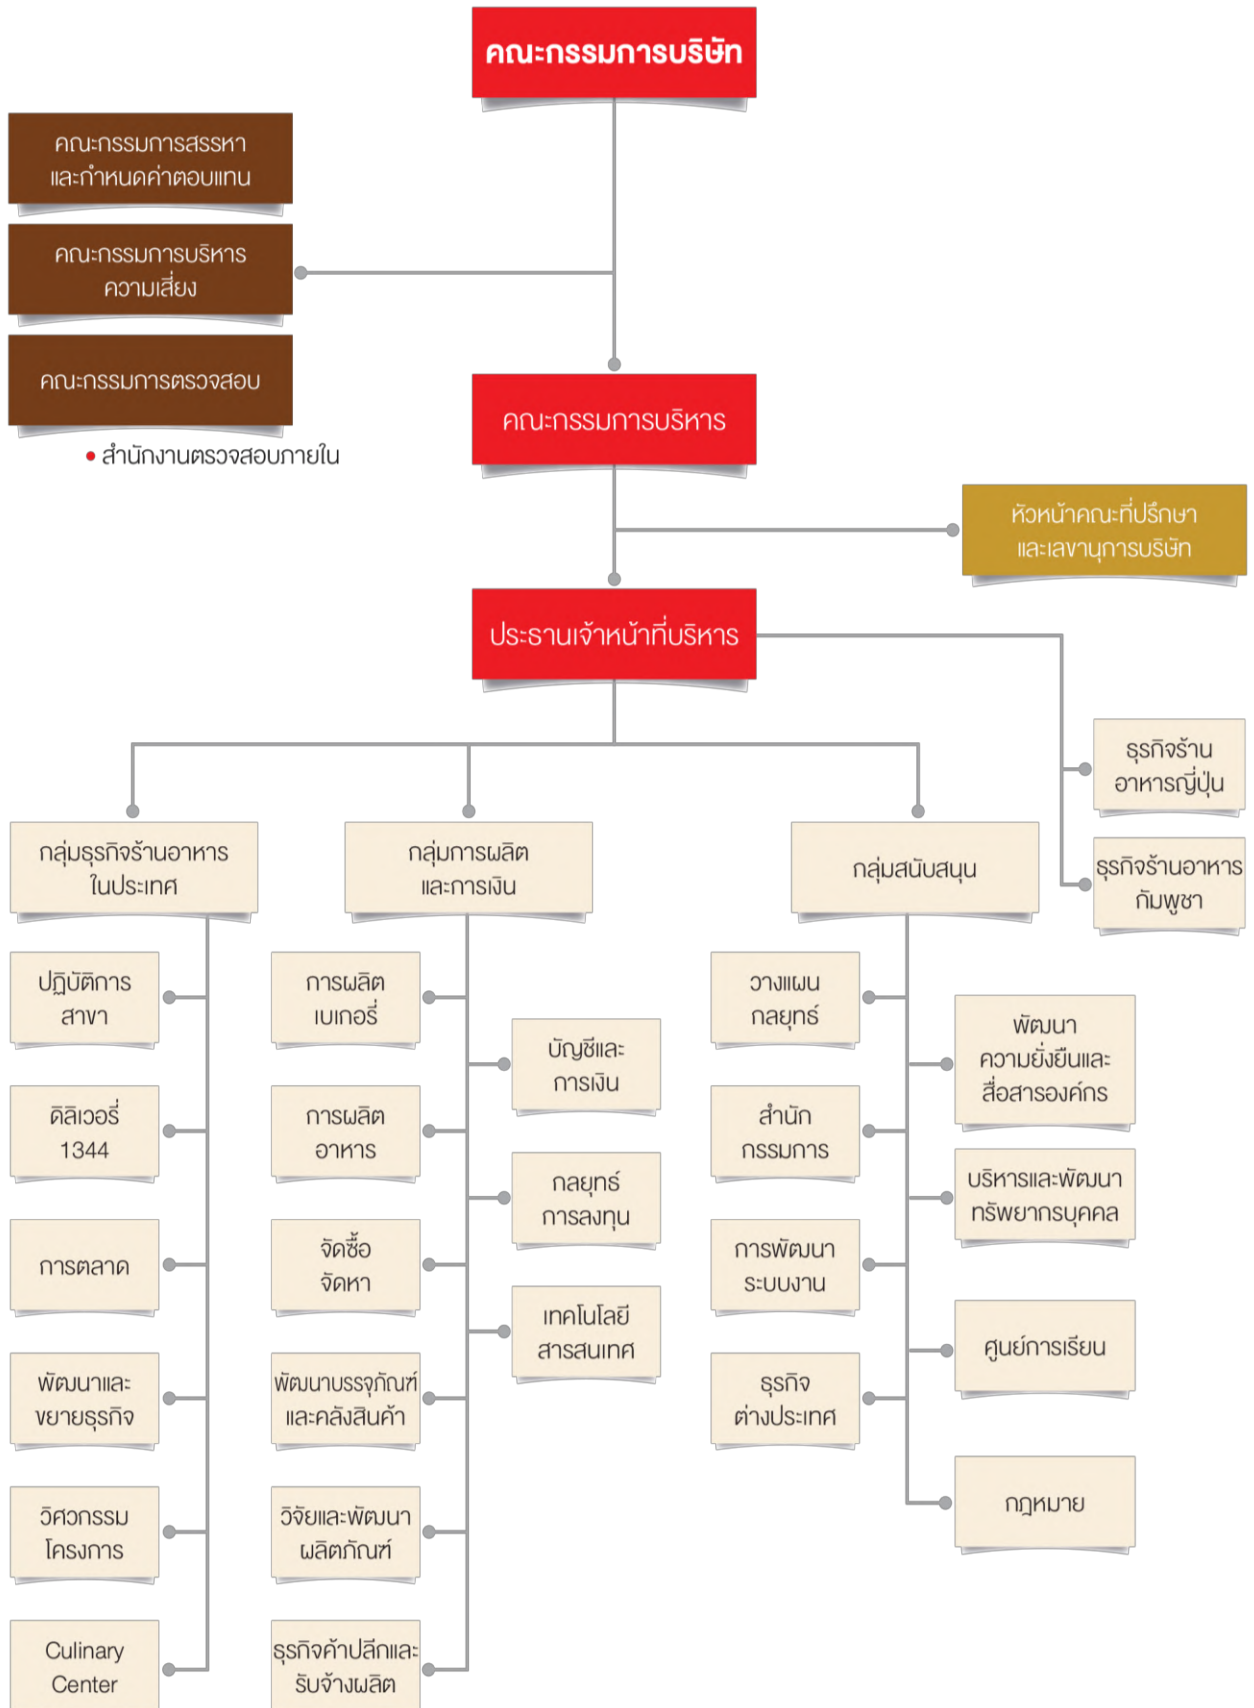 คณะกรรมการบริษัท
คณะกรรมการสรรหา
และกำหนดค่าตอบแทน
คณะกรรมการบริหาร
ความเสี่ยง
คณะกรรมการตรวจสอบ
• สำนักงานตรวจสอบภายใน
คณะกรรมการบริหาร
หัวหน้าคณะที่ปรึกษา
และเลขานุการบริษัท
ประธานเจ้าหน้าที่บริหาร
ธุรกิจร้าน
อาหารญี่ปุ่น
ธุรกิจร้านอาหาร
กัมพูชา
กลุ่มธุรกิจร้านอาหาร
ในประเทศ
ปฏิบัติการ
สาขา
ดิลิเวอรี่
1344
การตลาด
พัฒนาและ
ขยายธุรกิจ
วิศวกรรม
โครงการ
Culinary
Center
กลุ่มการผลิต
และการเงิน
การผลิต
เบเกอรี่
การผลิต
อาหาร
จัดซื้อ
จัดหา
พัฒนาบรรจุภัณฑ์
และคลังสินค้า
วิจัยและพัฒนา
ผลิตภัณฑ์
ธุรกิจค้าปลีกและ
รับจ้างผลิต
บัญชีและ
การเงิน
กลยุทธ์
การลงทุน
เทคโนโลยี
สารสนเทศ
กลุ่มสนับสนุน
วางแผน
กลยุทธ์
สำนัก
กรรมการ
การพัฒนา
ระบบงาน
ธุรกิจ
ต่างประเทศ
พัฒนา
ความยั่งยืนและ
สื่อสารองค์กร
บริหารและพัฒนา
ทรัพยากรบุคคล
ศูนย์การเรียน
กฎหมาย